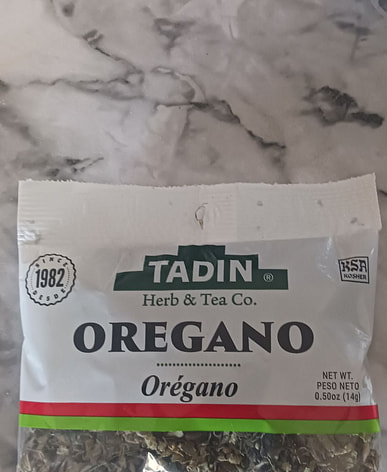 TADIN®
Herb & Tea Co.
SINCE
1982
DESDE
KSA
KOSHER
OREGANO
Orégano
NET WT.
PESO NETO
0.50oz (14g)